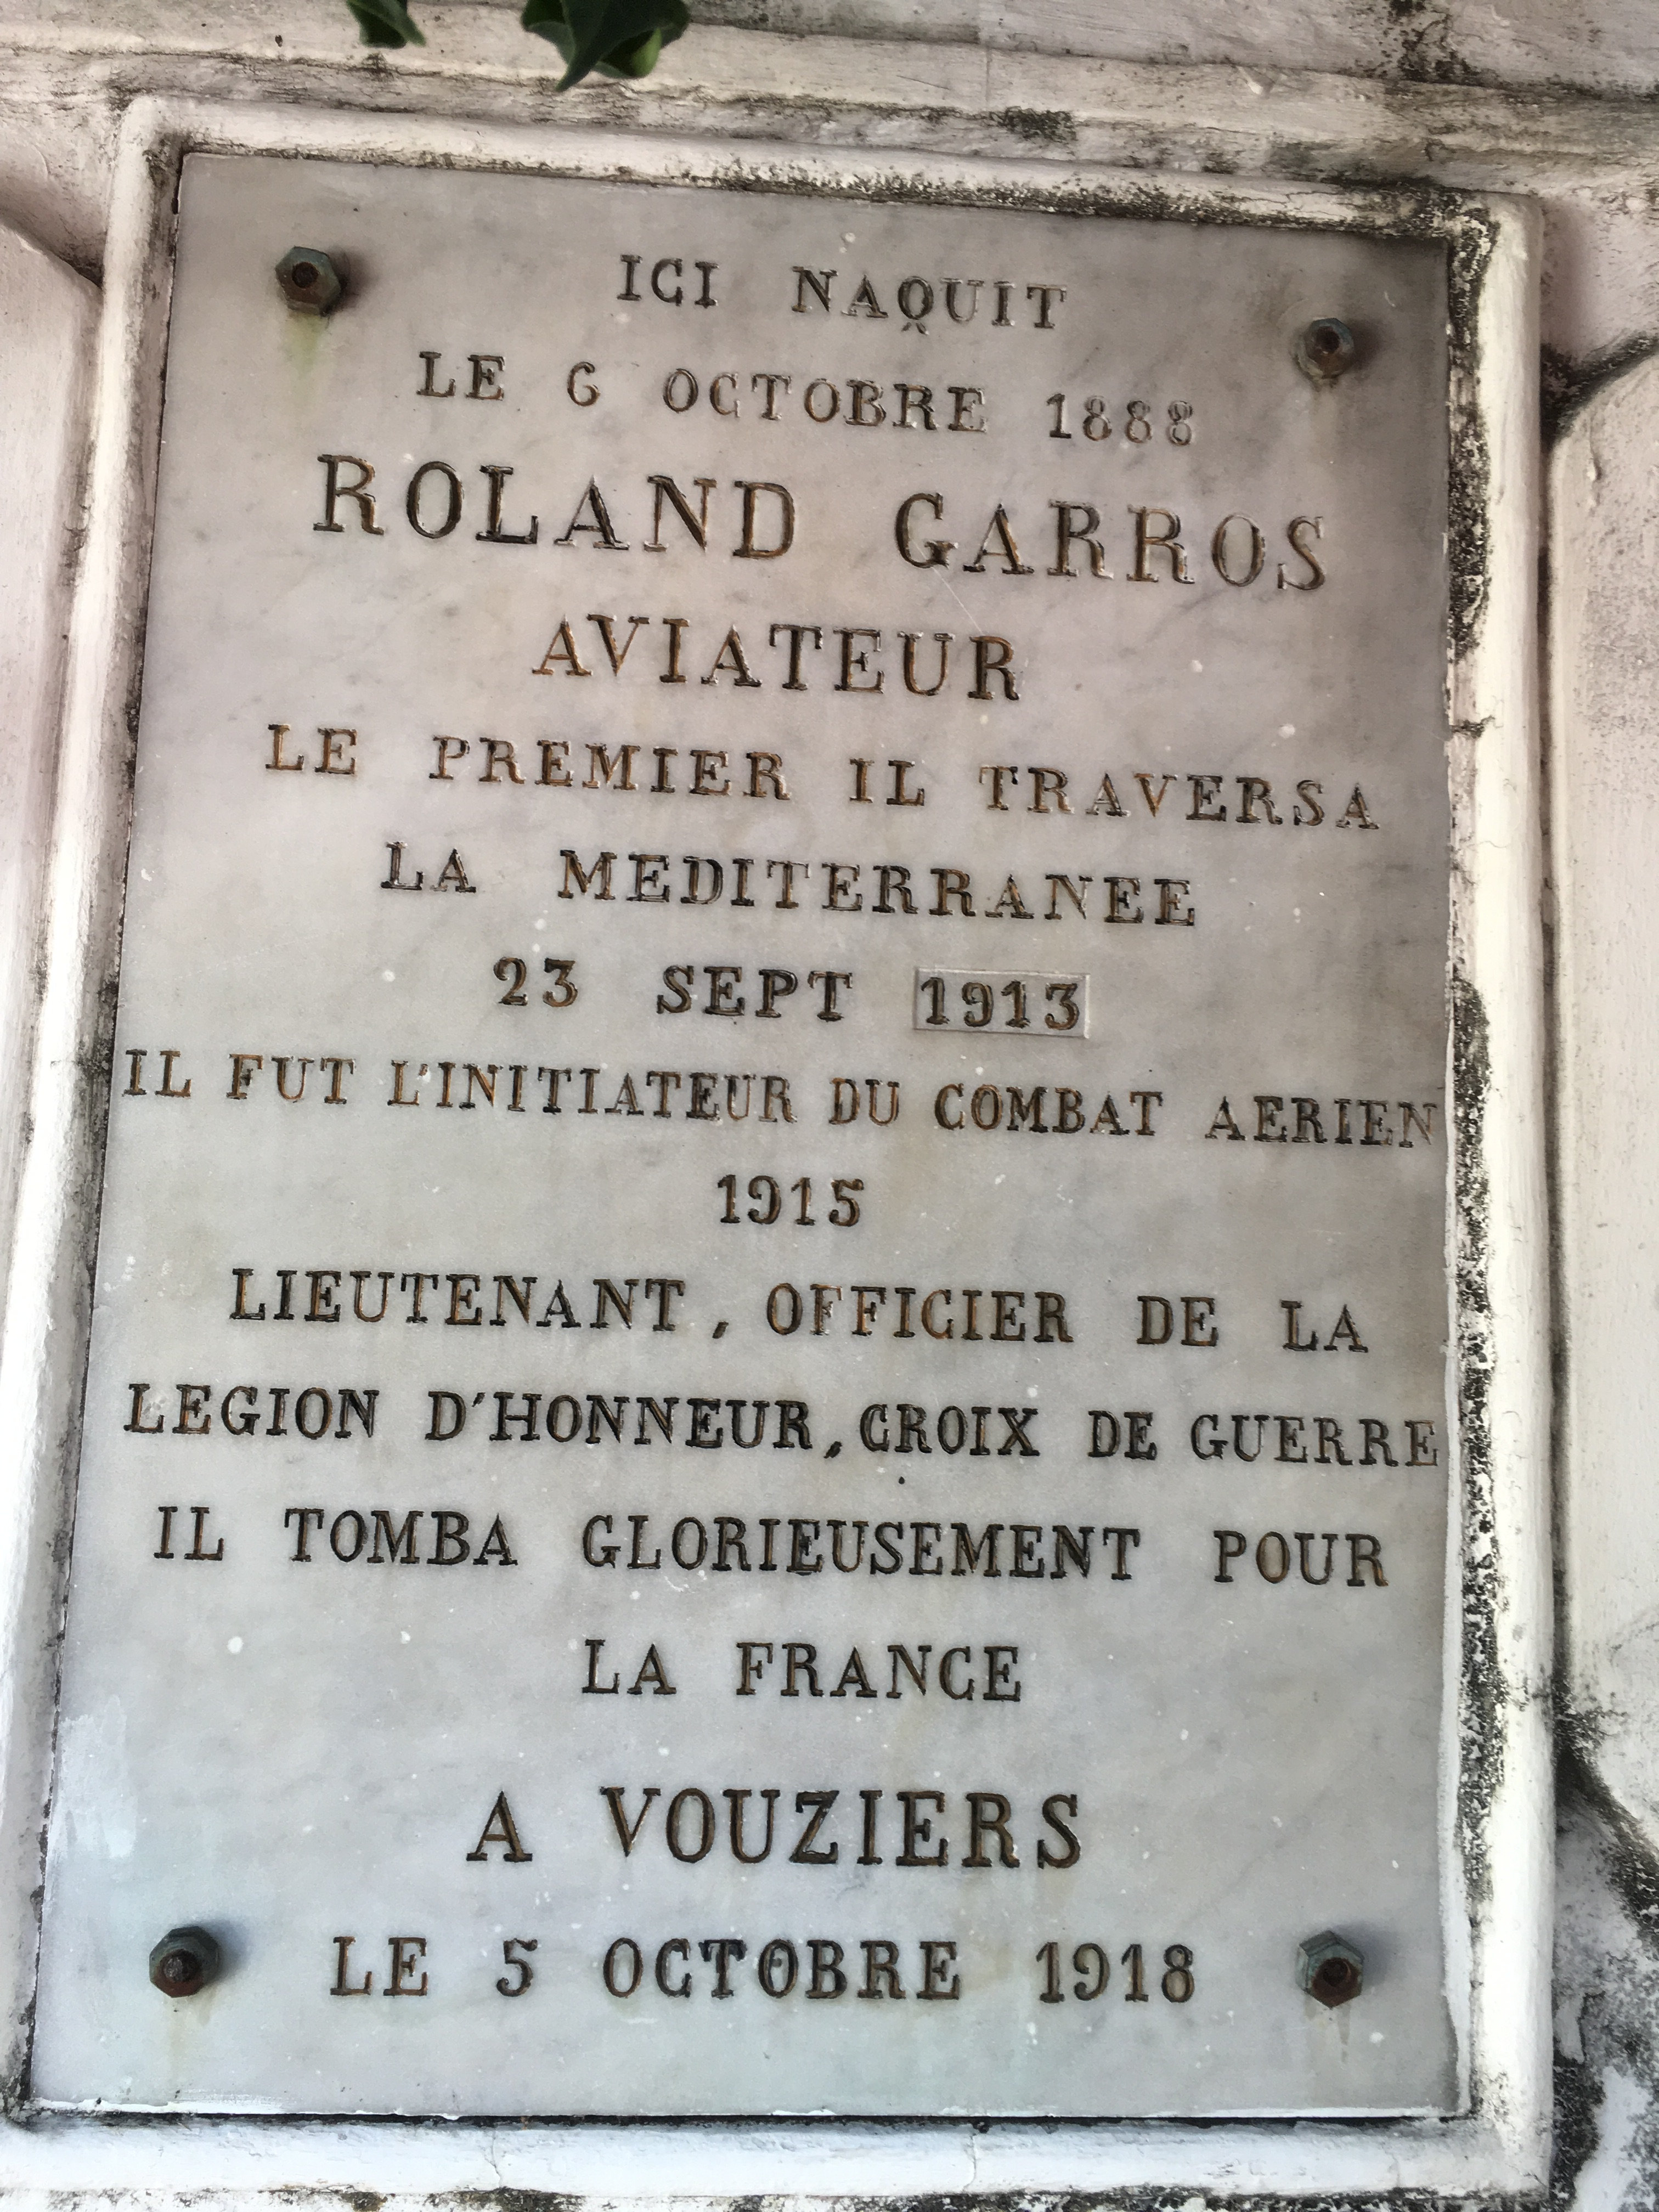 ICI NAQUIT
LE 6 OCTOBRE 1888
ROLAND GARROS
AVIATEUR
LE PREMIER IL TRAVERSA
LA MEDITERRANEE
23 SEPT 1913
IL FUT L'INITIATEUR DU COMBAT AERIEN
1915
LIEUTENANT, OFFICIER DE LA
LEGION D'HONNEUR, CROIX DE GUERRE
IL TOMBA GLORIEUSEMENT POUR
LA FRANCE
A VOUZIERS
LE 5 OCTOBRE 1918